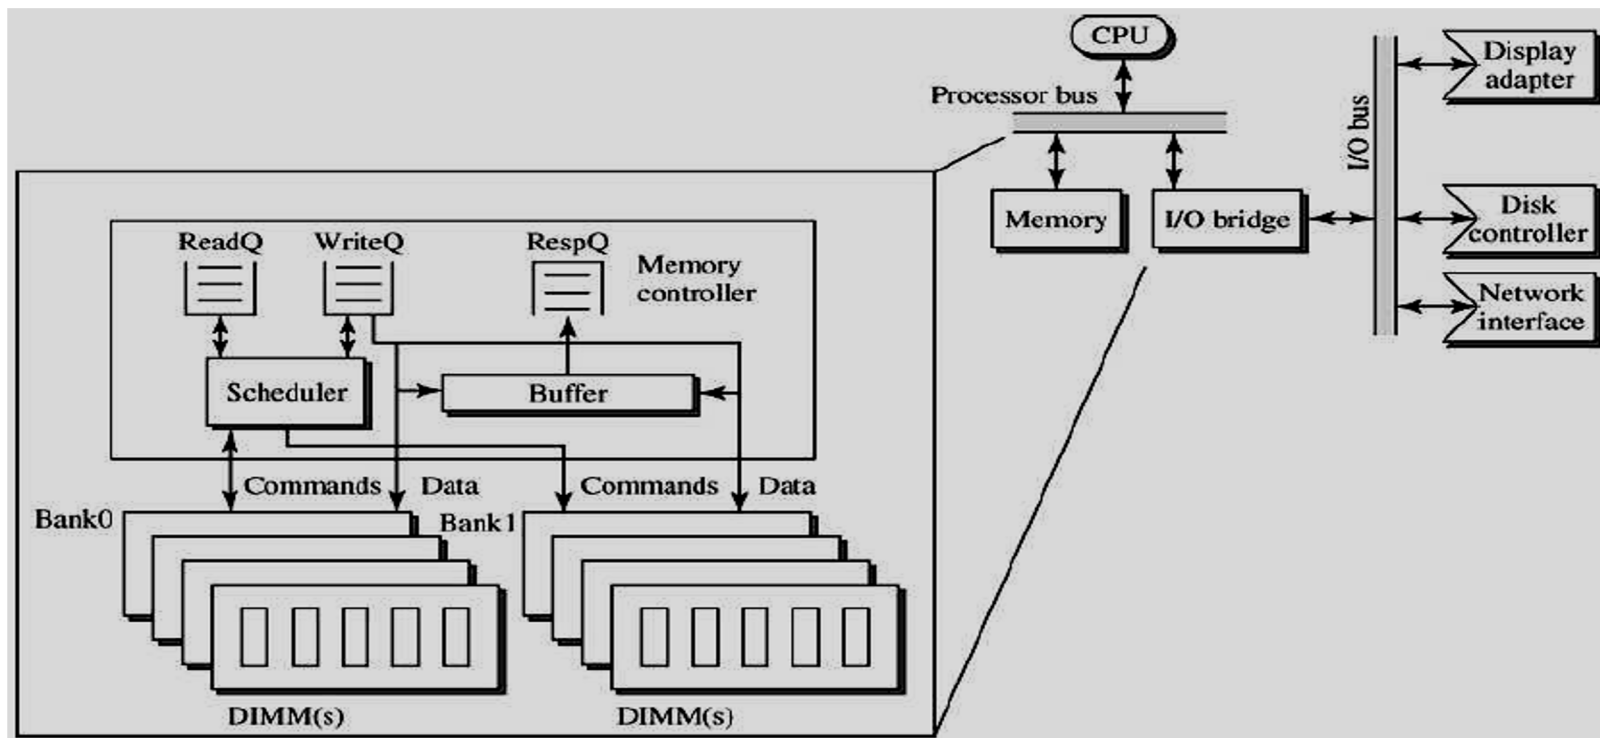 CPU
Processor bus
I/O bus
Display
adapter
Memory
I/O bridge
Disk
controller
Network
interface
ReadQ
WriteQ
RespQ
Memory
controller
Scheduler
Buffer
Commands
Data
Commands
Data
Bank0
Bank1
DIMM(s)
DIMM(s)